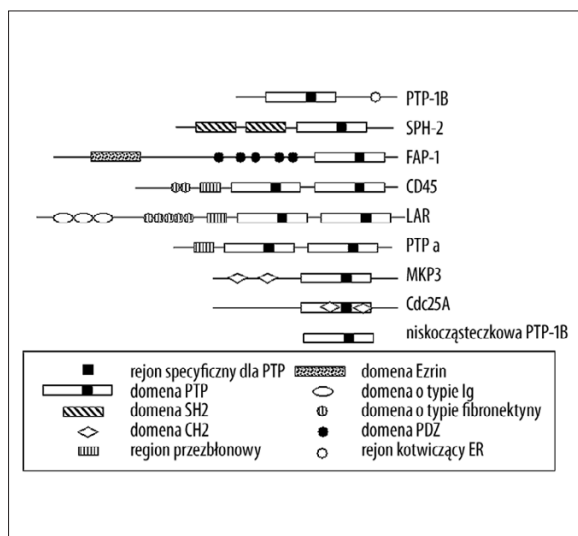 PTP-1B
SPH-2
FAP-1
CD45
LAR
PTP a
MKP3
Cdc25A
niskocząsteczkowa PTP-1B
rejon specyficzny dla PTP
domena Ezrin
domena PTP
domena o typie Ig
domena SH2
domena o typie fibronektyny
domena CH2
domena PDZ
region przezbłonowy
rejon kotwiczący ER